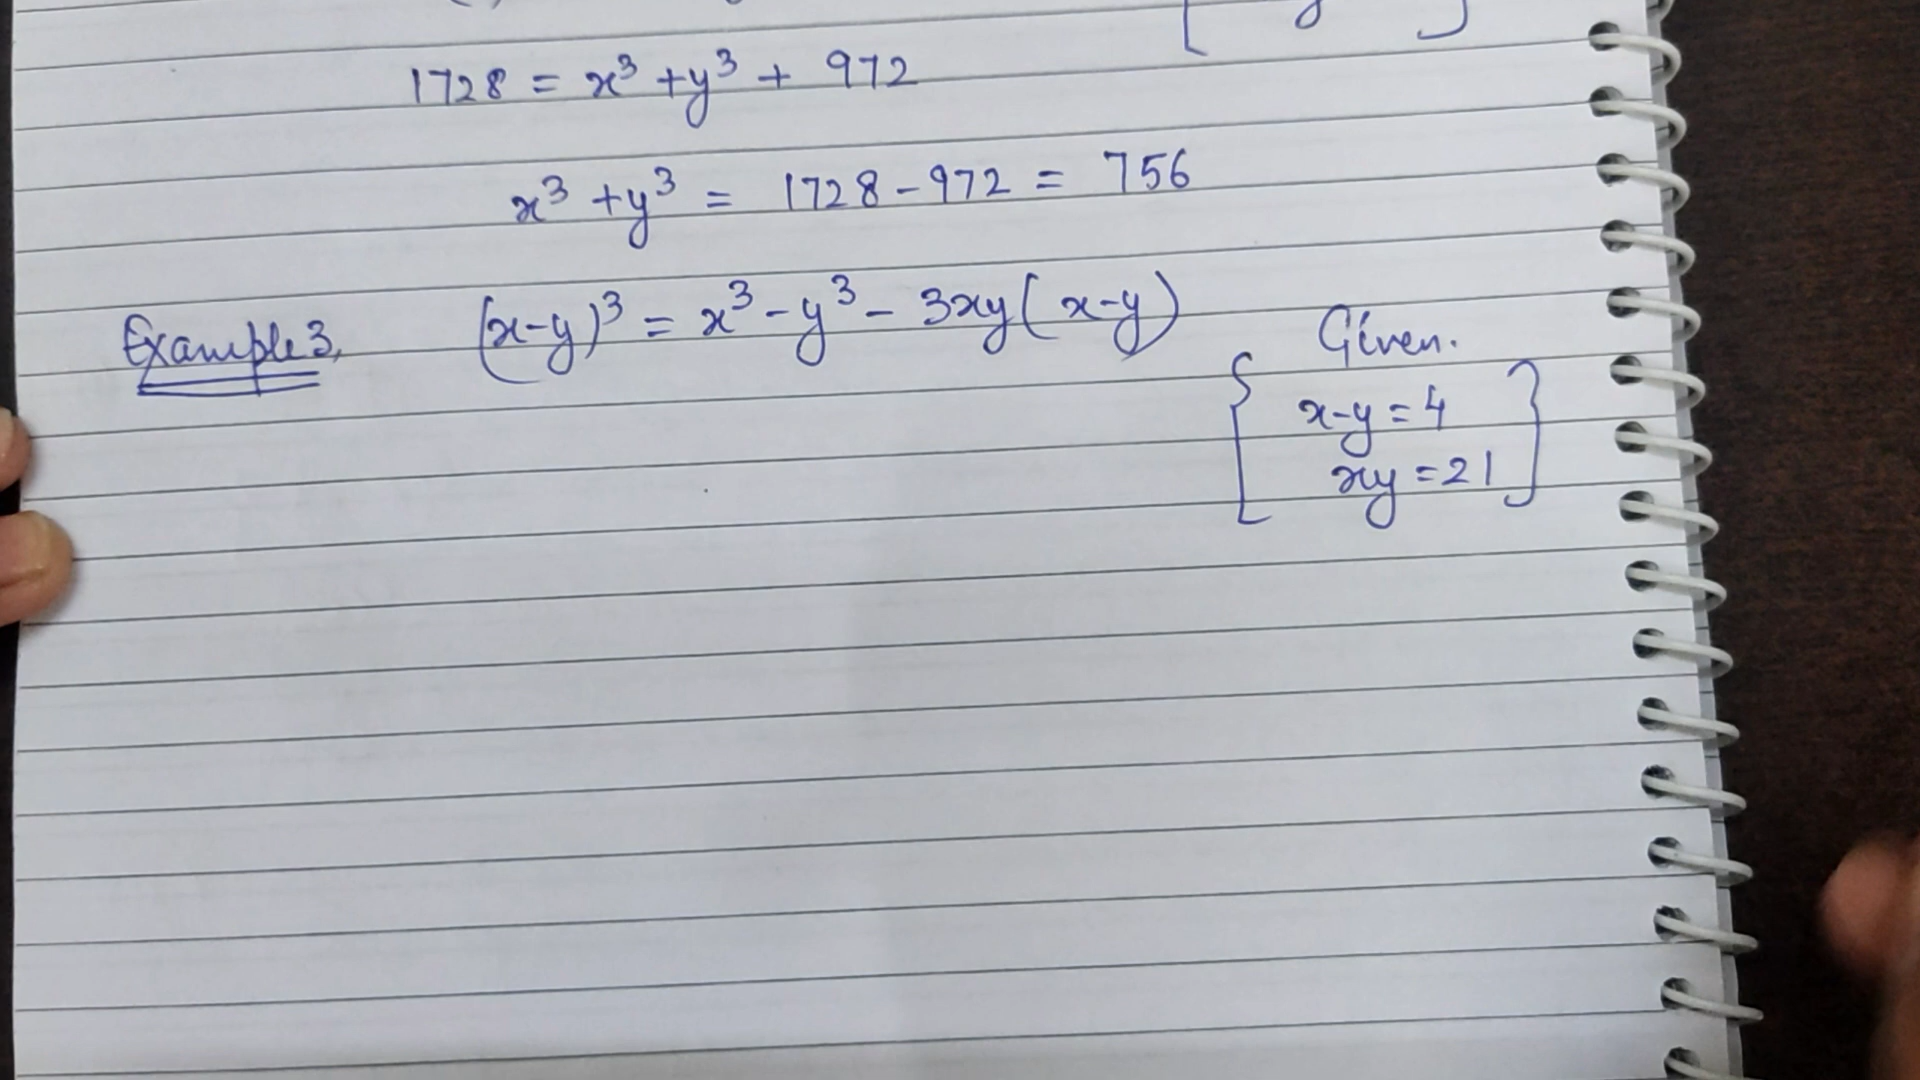 1728 = x³ + y³ + 972
x³ + y³ = 1728 - 972 = 756
Example 3, (x-y)³ = x³ - y³ - 3xy(x-y)
Given.
x-y = 4
xy = 21